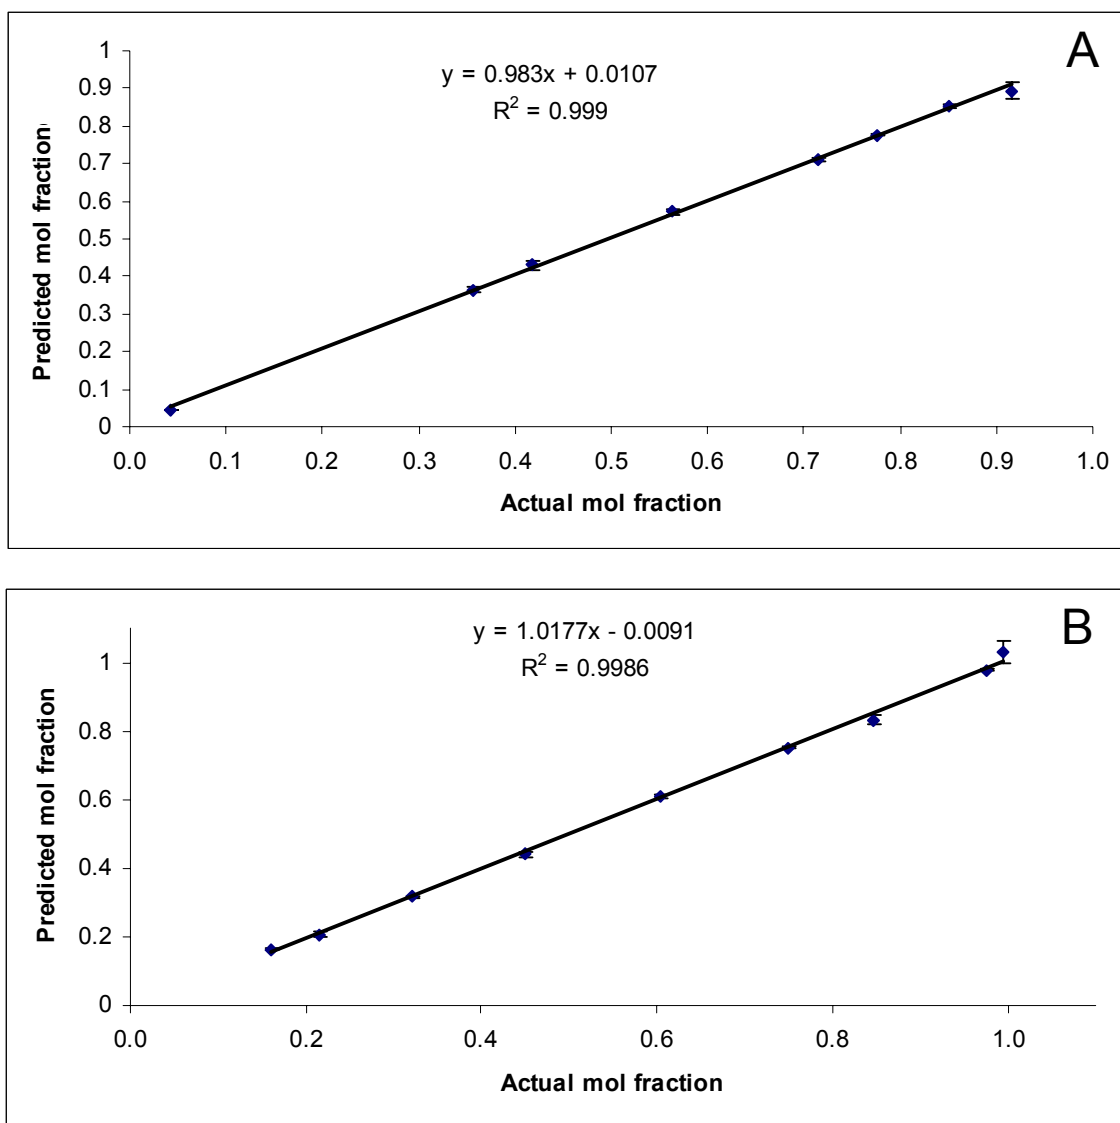 A
y = 0.983x + 0.0107
R² = 0.999
1
0.9
0.8
0.7
0.6
0.5
0.4
0.3
0.2
0.1
0
Predicted mol fraction
0.0 0.1 0.2 0.3 0.4 0.5 0.6 0.7 0.8 0.9 1.0
Actual mol fraction
B
y = 1.0177x - 0.0091
R² = 0.9986
1
0.8
0.6
0.4
0.2
0
Predicted mol fraction
0.0 0.2 0.4 0.6 0.8 1.0
Actual mol fraction